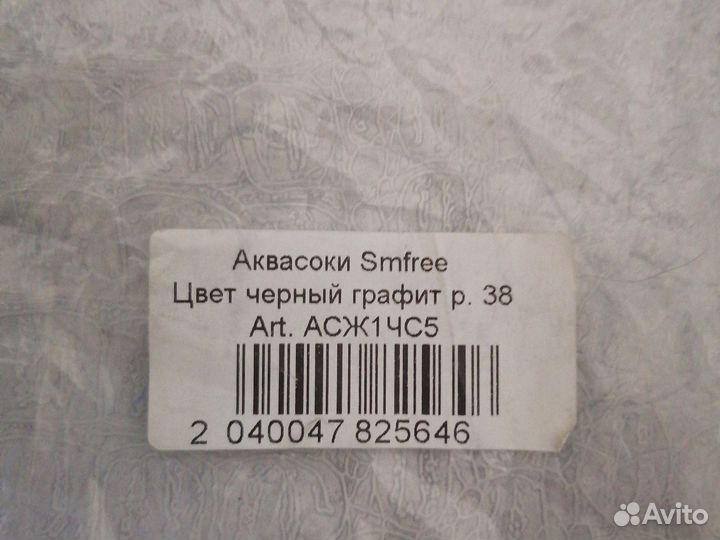 Аквасоки Smfree
Цвет черный графит р. 38
Art. АСЖ1ЧС5
2 040047 825646
Avito